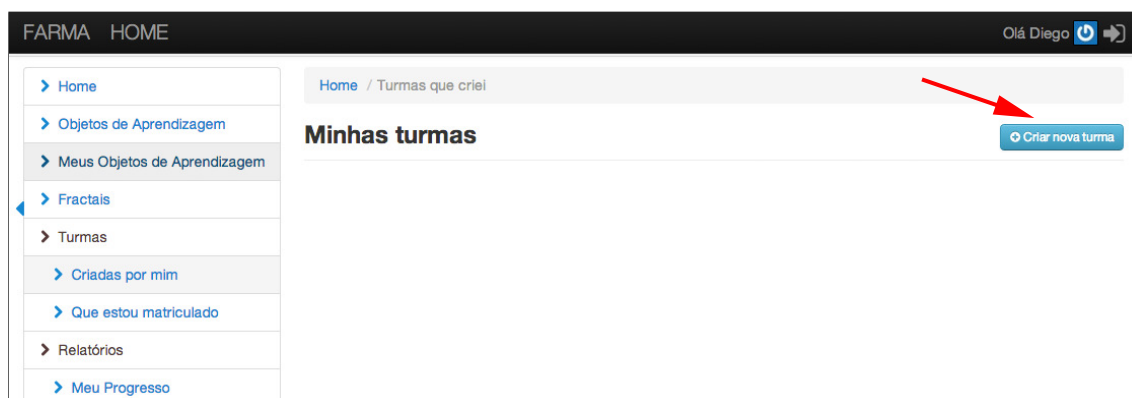 FARMA HOME
Olá Diego
Home
Objetos de Aprendizagem
Meus Objetos de Aprendizagem
Fractais
Turmas
Criadas por mim
Que estou matriculado
Relatórios
Meu Progresso
Home / Turmas que criei
Minhas turmas
Criar nova turma